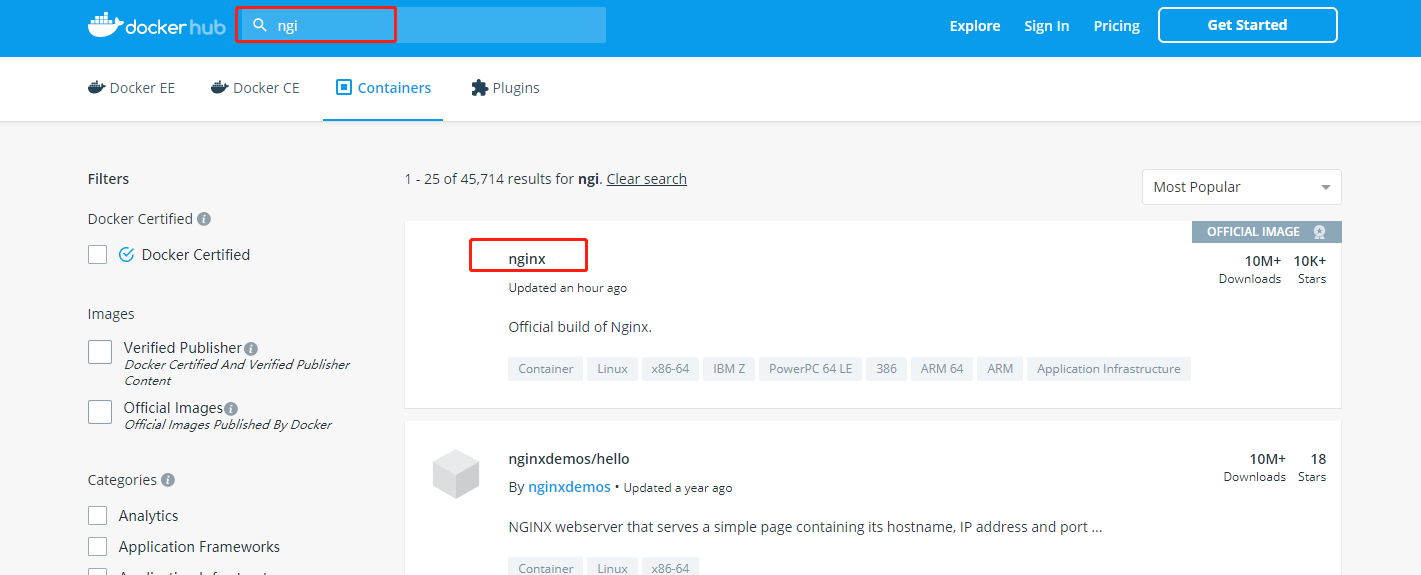 docker hub
ngi
Explore
Sign In
Pricing
Get Started
Docker EE
Docker CE
Containers
Plugins
Filters
1 - 25 of 45,714 results for ngi. Clear search
Most Popular
Docker Certified
Docker Certified
Images
Verified Publisher
Docker Certified And Verified Publisher
Content
Official Images
Official Images Published By Docker
Categories
Analytics
Application Frameworks
OFFICIAL IMAGE
nginx
10M+
10K+
Downloads
Stars
Updated an hour ago
Official build of Nginx.
Container
Linux
x86-64
IBM Z
PowerPC 64 LE
386
ARM 64
ARM
Application Infrastructure
nginxdemos/hello
10M+
18
Downloads
Stars
By nginxdemos • Updated a year ago
NGINX webserver that serves a simple page containing its hostname, IP address and port ...
Container
Linux
x86-64